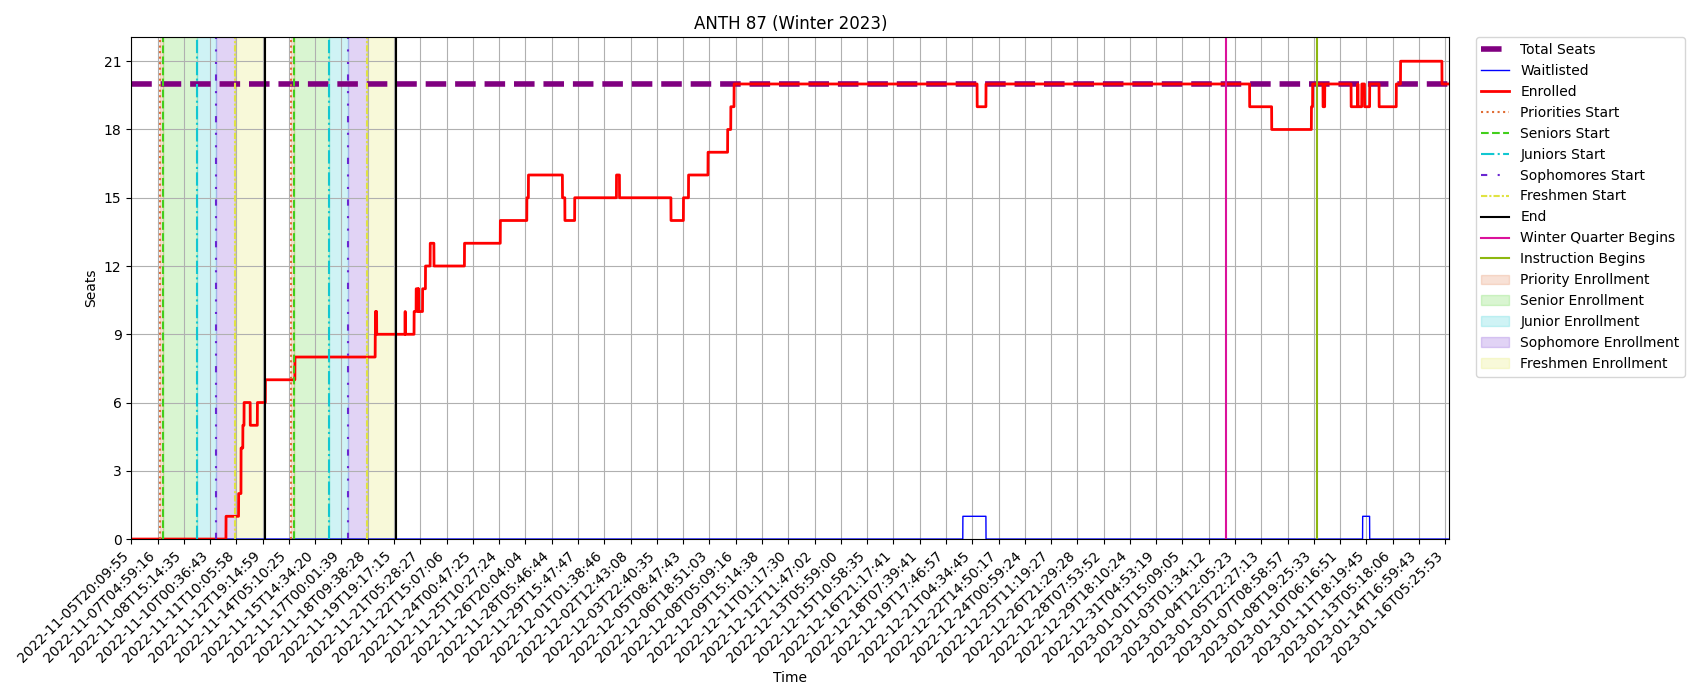 ANTH 87 (Winter 2023)
Total Seats
Waitlisted
Enrolled
Priorities Start
Seniors Start
Juniors Start
Sophomores Start
Freshmen Start
End
Winter Quarter Begins
Instruction Begins
Priority Enrollment
Senior Enrollment
Junior Enrollment
Sophomore Enrollment
Freshmen Enrollment
Seats
21
18
15
12
9
6
3
0
2022-11-05T20:09:55
2022-11-07T04:59:16
2022-11-08T15:14:35
2022-11-10T00:36:43
2022-11-11T10:05:58
2022-11-12T19:14:59
2022-11-14T05:10:23
2022-11-15T14:34:20
2022-11-17T00:01:39
2022-11-18T09:38:28
2022-11-19T19:17:15
2022-11-21T05:28:27
2022-11-22T15:07:06
2022-11-25T00:47:25
2022-11-25T10:27:24
2022-11-26T20:04:04
2022-11-28T05:46:44
2022-11-29T15:47:47
2022-12-01T01:38:46
2022-12-02T12:43:08
2022-12-03T22:40:35
2022-12-05T08:47:43
2022-12-06T18:51:03
2022-12-08T05:09:16
2022-12-09T15:14:38
2022-12-11T01:17:30
2022-12-12T11:47:02
2022-12-13T15:59:00
2022-12-15T10:58:35
2022-12-16T21:17:41
2022-12-18T07:39:41
2022-12-19T17:46:57
2022-12-21T04:34:45
2022-12-22T14:50:17
2022-12-24T00:59:24
2022-12-25T11:19:27
2022-12-26T21:29:28
2022-12-28T07:53:52
2022-12-29T18:10:24
2022-12-31T04:53:19
2023-01-01T15:09:05
2023-01-03T01:34:12
2023-01-04T12:05:23
2023-01-05T22:27:13
2023-01-07T08:58:57
2023-01-08T19:25:33
2023-01-10T06:16:51
2023-01-11T18:19:45
2023-01-13T05:18:06
2023-01-14T16:59:43
2023-01-16T05:25:53
Time